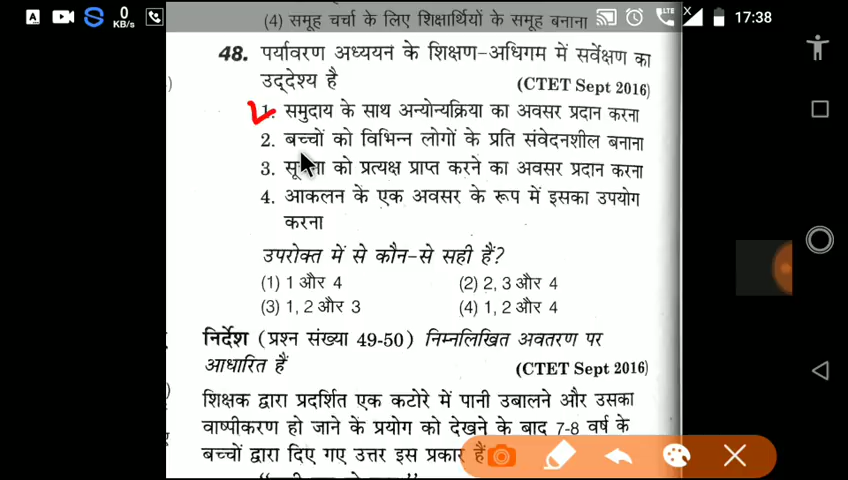 A
0
KB/s
LTE
17:38
(4) समूह चर्चा के लिए शिक्षार्थियों के समूह बनाना
48. पर्यावरण अध्ययन के शिक्षण-अधिगम में सर्वेक्षण का
उद्देश्य है (CTET Sept 2016)
1. समुदाय के साथ अन्योन्यक्रिया का अवसर प्रदान करना
2. बच्चों को विभिन्न लोगों के प्रति संवेदनशील बनाना
3. को प्रत्यक्ष प्राप्त करने का अवसर प्रदान करना
4. आकलन के एक अवसर के रूप में इसका उपयोग
करना
उपरोक्त में से कौन-से सही हैं?
(1) 1 और 4 (2) 2, 3 और 4
(3) 1, 2 और 3 (4) 1, 2 और 4
निर्देश (प्रश्न संख्या 49-50) निम्नलिखित अवतरण पर
आधारित हैं (CTET Sept 2016)
शिक्षक द्वारा प्रदर्शित एक कटोरे में पानी उबालने और उसका
वाष्पीकरण हो जाने के प्रयोग को देखने के बाद 7-8 वर्ष के
बच्चों द्वारा दिए गए उत्तर इस प्रकार हैं